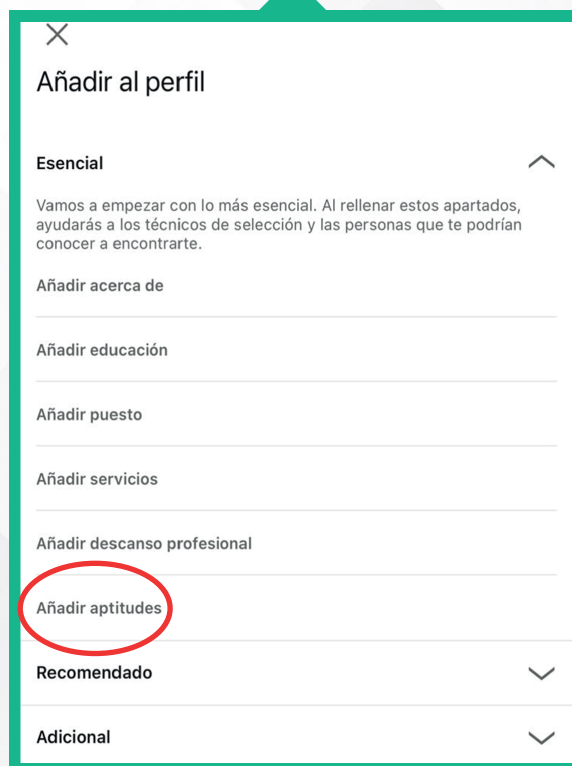 Añadir al perfil
Esencial
Vamos a empezar con lo más esencial. Al rellenar estos apartados,
ayudarás a los técnicos de selección y las personas que te podrían
conocer a encontrarte.
Añadir acerca de
Añadir educación
Añadir puesto
Añadir servicios
Añadir descanso profesional
Añadir aptitudes
Recomendado
Adicional